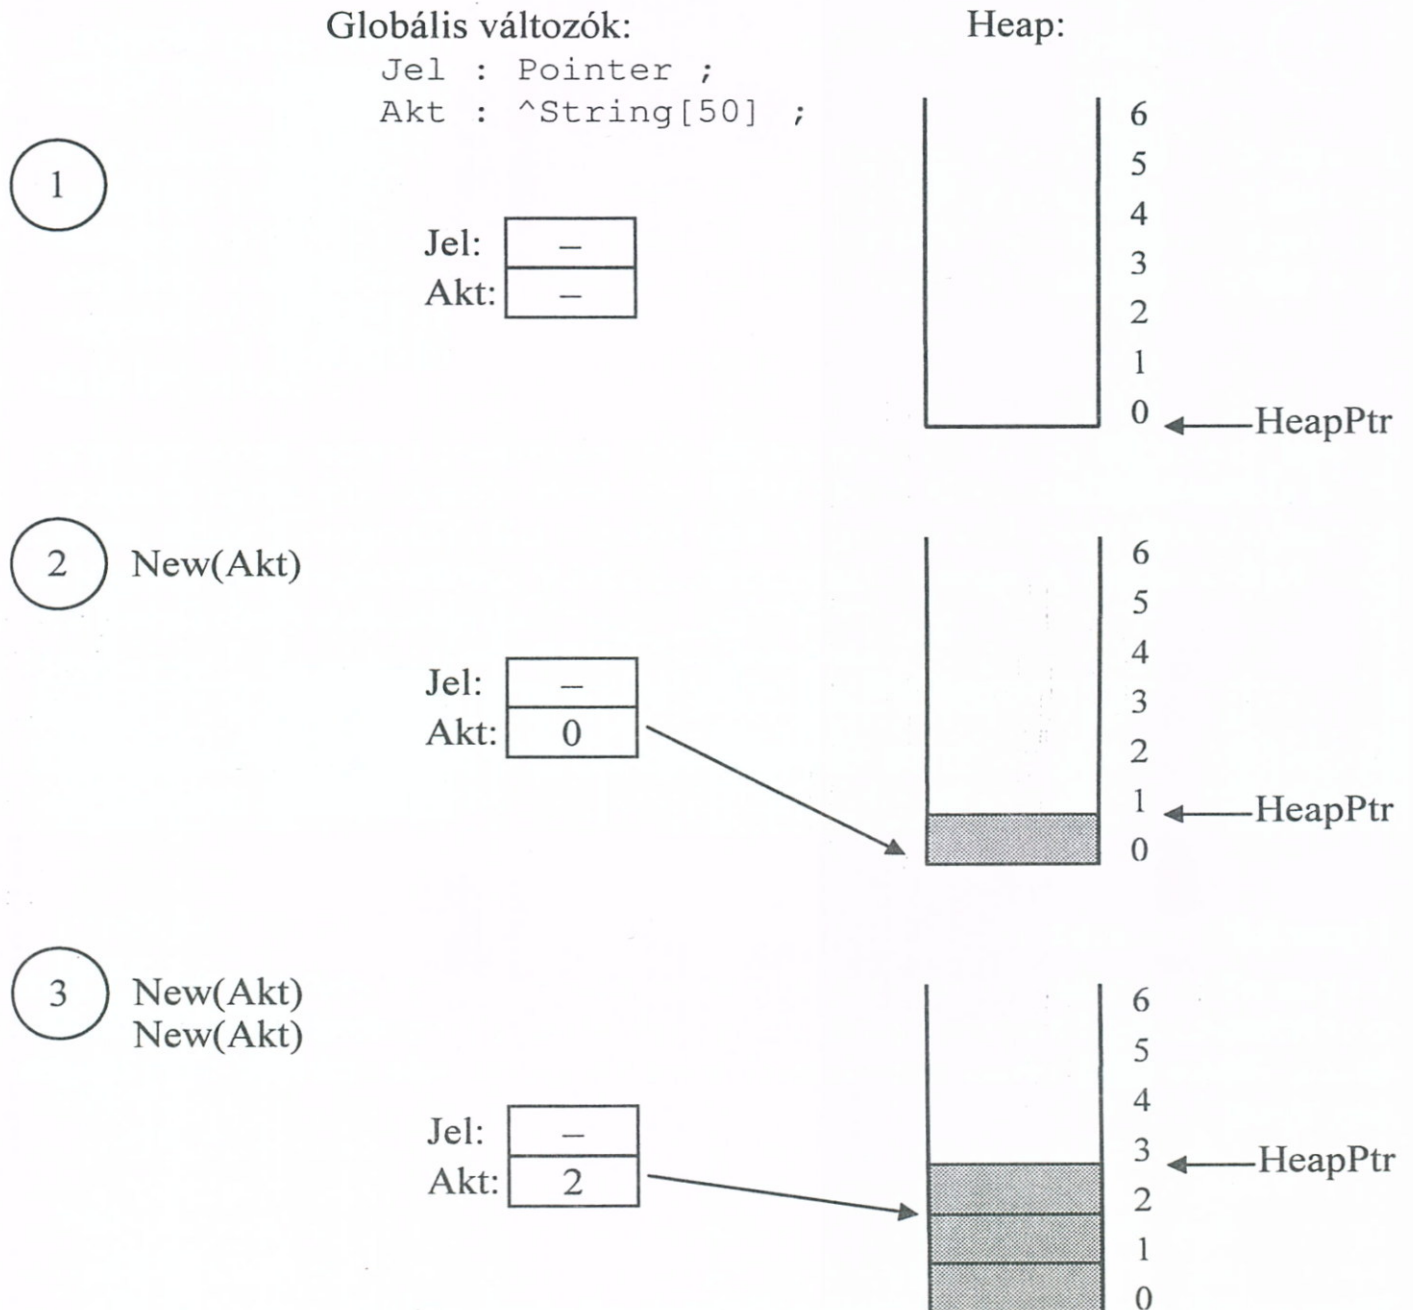 Globális változók:
Heap:
Jel : Pointer ;
Akt : ^String[50] ;
1
Jel: –
Akt: –
6
5
4
3
2
1
0
HeapPtr
2
New(Akt)
Jel: –
Akt: 0
6
5
4
3
2
1
HeapPtr
0
3
New(Akt)
New(Akt)
Jel: –
Akt: 2
6
5
4
3
HeapPtr
2
1
0